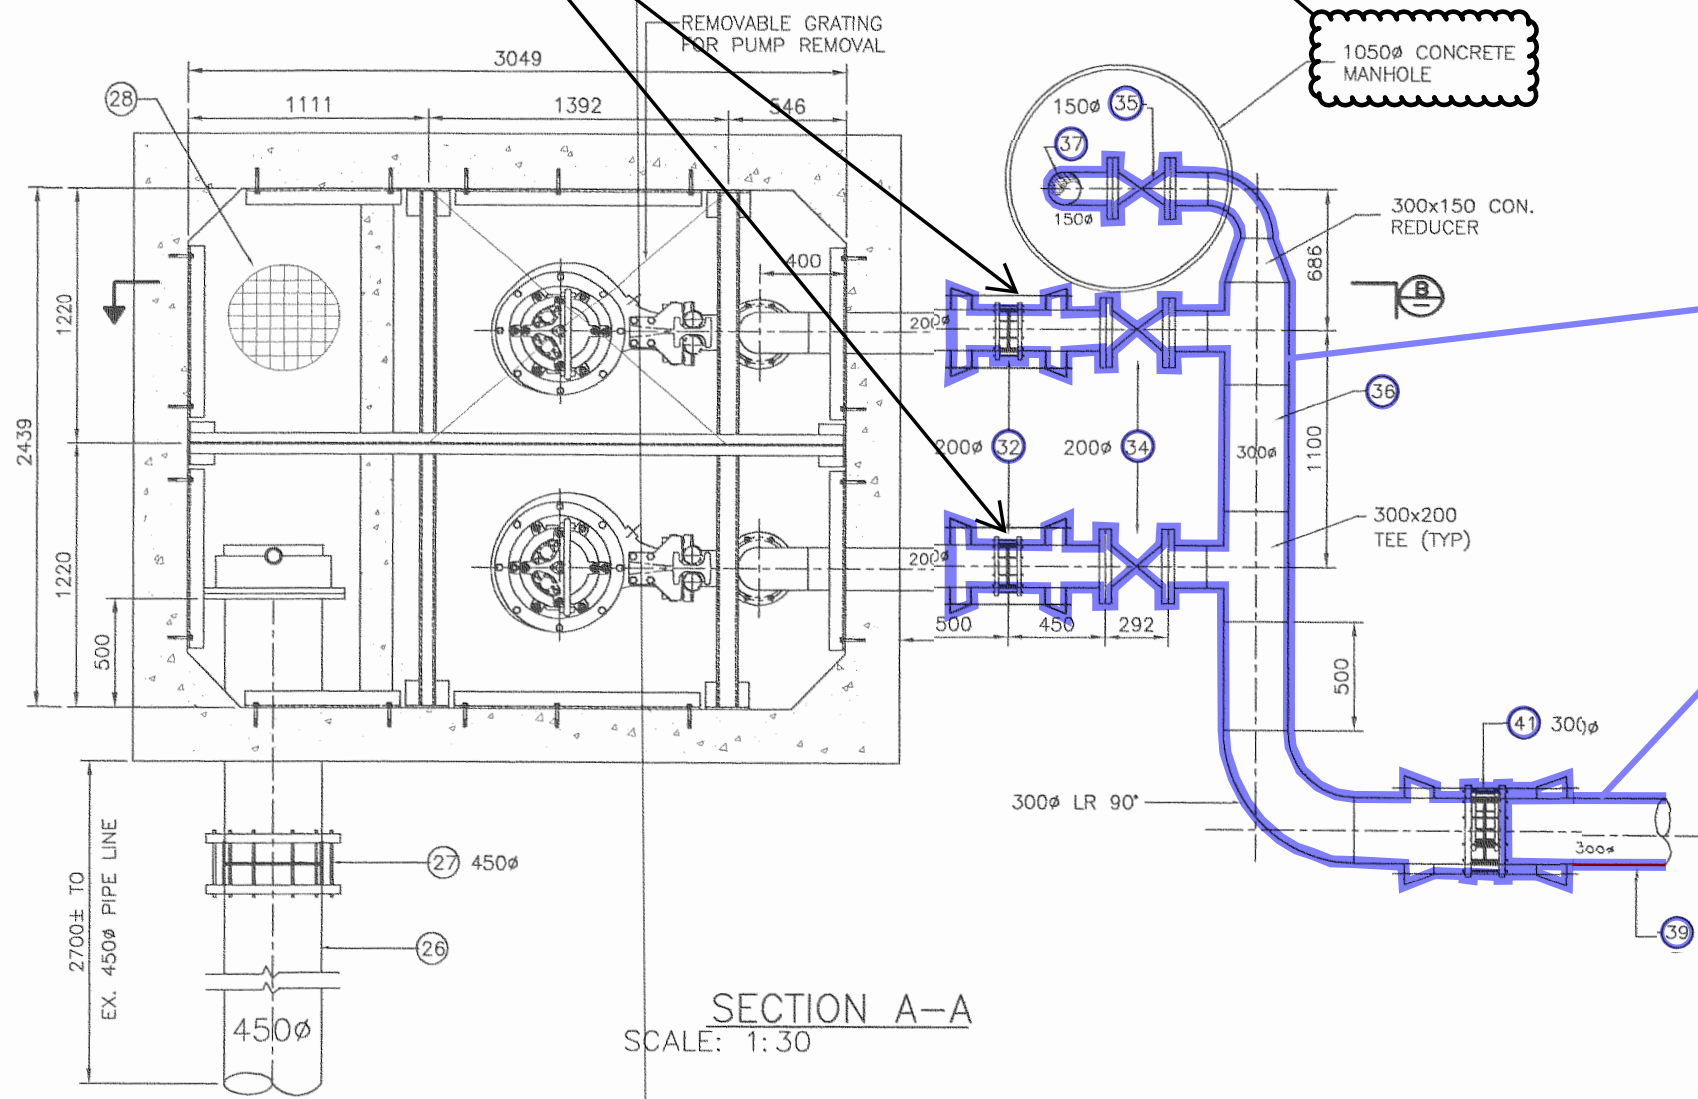 REMOVABLE GRATING
FOR PUMP REMOVAL
1050ø CONCRETE
MANHOLE
3049
28
1111
1392
546
150ø 35
37
150ø
300x150 CON.
REDUCER
686
400
B
1220
200ø
36
2439
200ø 32
200ø 34
300ø
1100
300x200
TEE (TYP)
200ø
1220
500
450
292
500
500
41 300ø
300ø LR 90°
300ø
27 450ø
39
26
2700± TO
EX. 450ø PIPE LINE
450ø
SECTION A-A
SCALE: 1:30